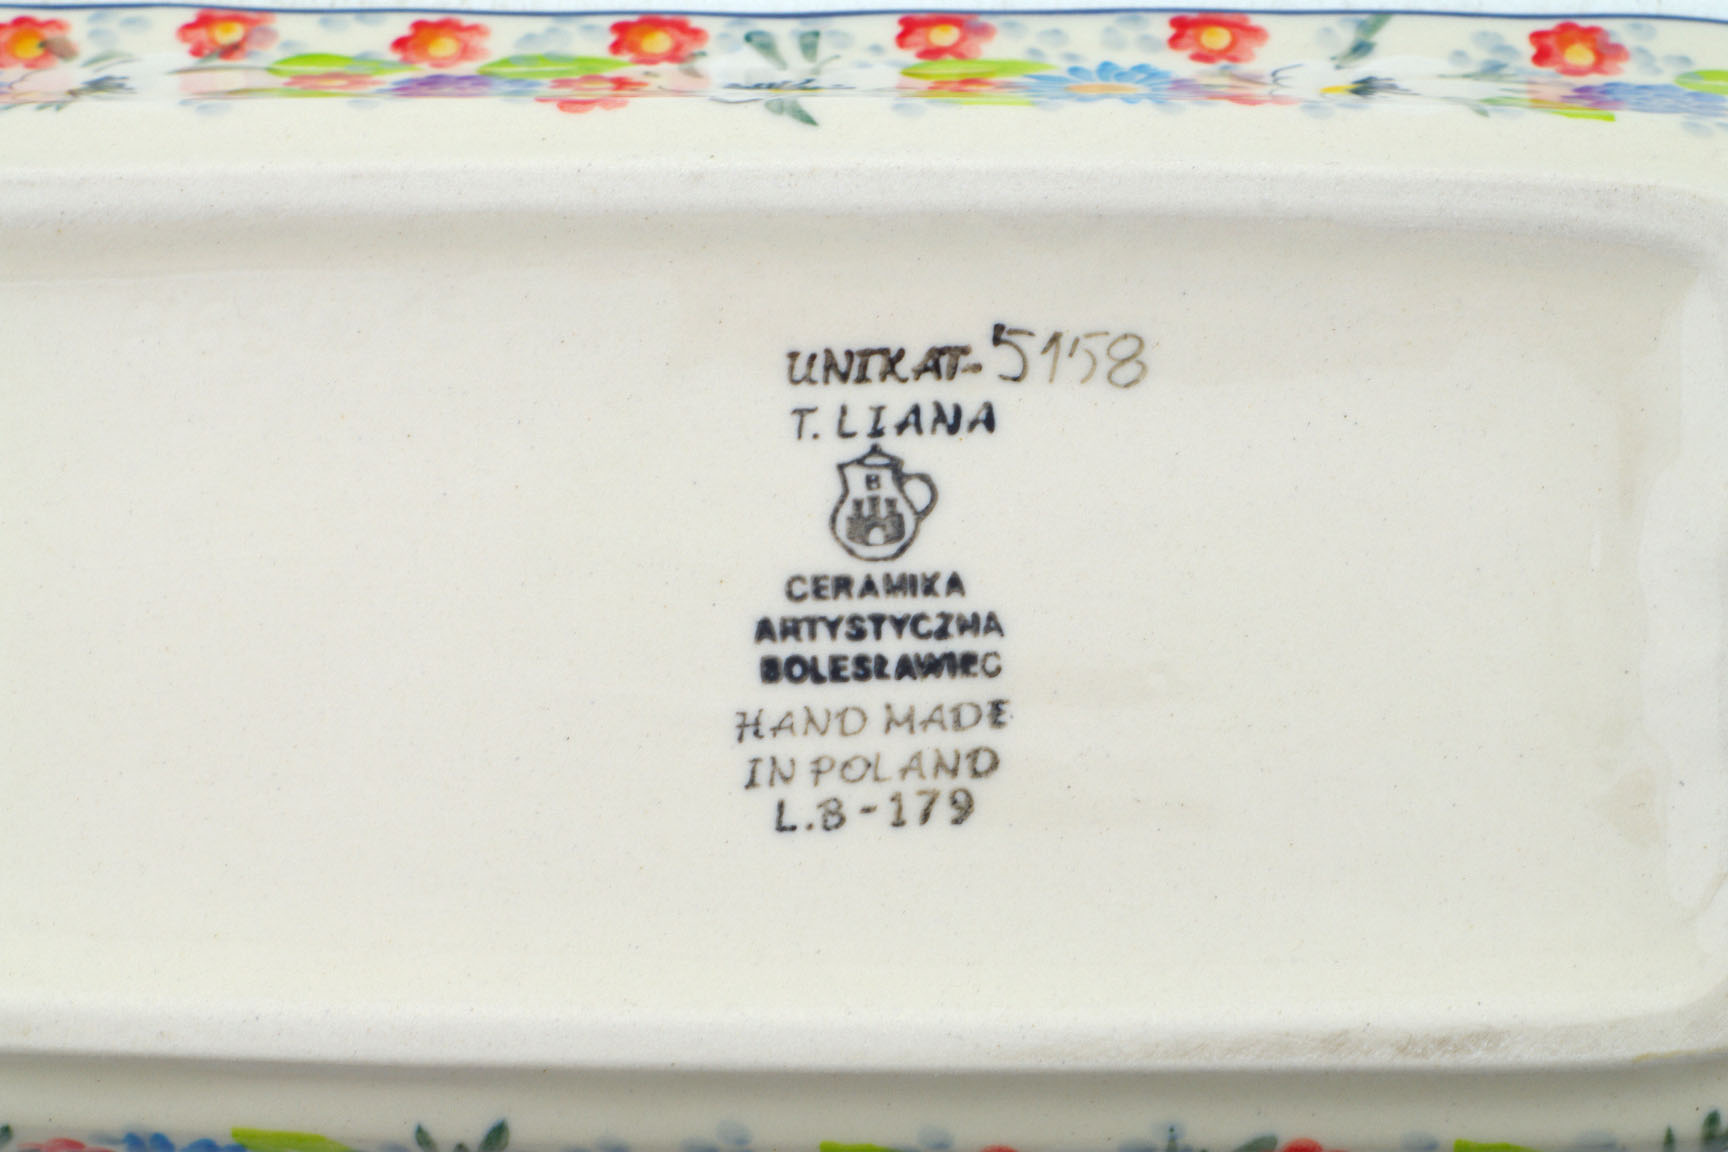 UNIKAT-5158
T. LIANA
B
CERAMIKA
ARTYSTYCZNA
BOLESŁAWIEC
HAND MADE
IN POLAND
L.B-179